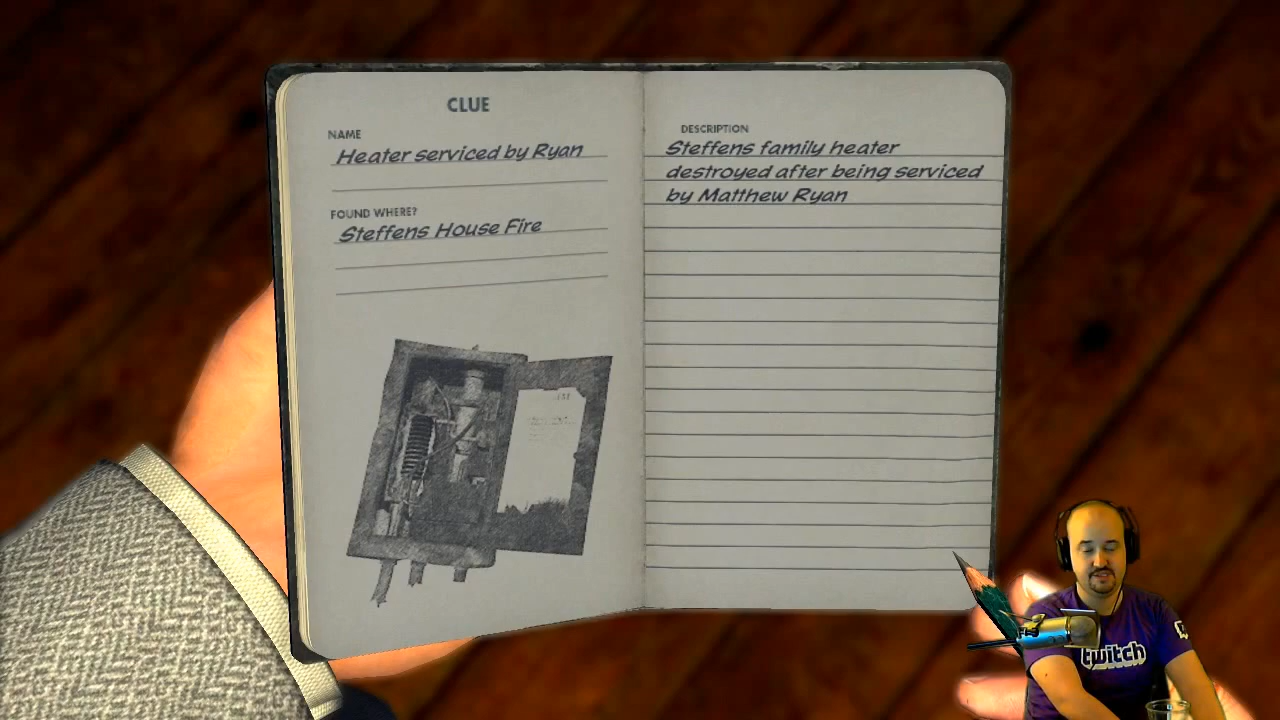 CLUE
NAME
Heater serviced by Ryan
FOUND WHERE?
Steffens House Fire
DESCRIPTION
Steffens family heater
destroyed after being serviced
by Matthew Ryan
twitch